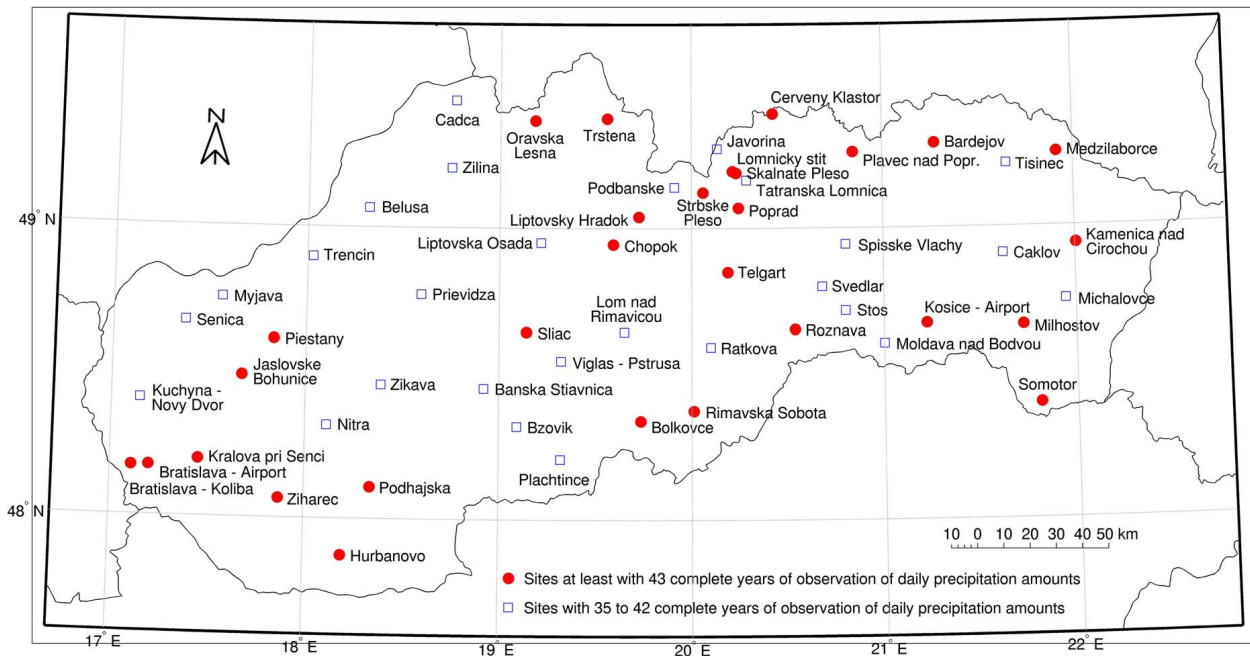 N
Cerveny Klastor
Cadca
Oravska
Lesna
Trstena
Javorina
Bardejov
Medzilaborce
Lomnicky stit
Plavec nad Popr.
Tisinec
Zilina
Skalnate Pleso
Podbanske
Tatranska Lomnica
Strbske
Pleso
Belusa
Poprad
49° N
Liptovsky Hradok
Kamenica nad
Cirochou
Liptovska Osada
Chopok
Spisske Vlachy
Caklov
Trencin
Telgart
Svedlar
Myjava
Prievidza
Lom nad
Rimavicou
Michalovce
Senica
Stos
Kosice - Airport
Piestany
Sliac
Roznava
Milhostov
Ratkova
Moldava nad Bodvou
Jaslovske
Bohunice
Viglas - Pstrusa
Kuchyna -
Novy Dvor
Zikava
Banska Stiavnica
Somotor
Nitra
Bzovik
Bolkovce
Rimavska Sobota
Kralova pri Senci
Bratislava - Airport
Bratislava - Koliba
Plachtince
Ziharec
Podhajska
48° N
10 0 10 20 30 40 50 km
Hurbanovo
Sites at least with 43 complete years of observation of daily precipitation amounts
Sites with 35 to 42 complete years of observation of daily precipitation amounts
17° E
18° E
19° E
20° E
21° E
22° E